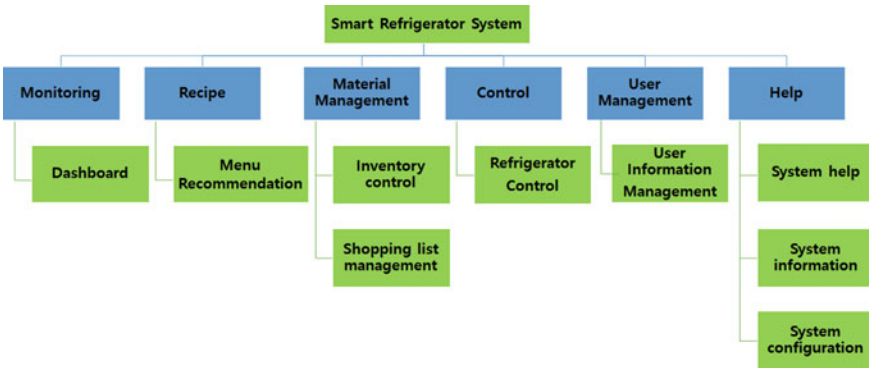 Smart Refrigerator System
Monitoring
Recipe
Material
Management
Control
User
Management
Help
Dashboard
Menu
Recommendation
Inventory
control
Refrigerator
Control
User
Information
Management
System help
Shopping list
management
System
information
System
configuration